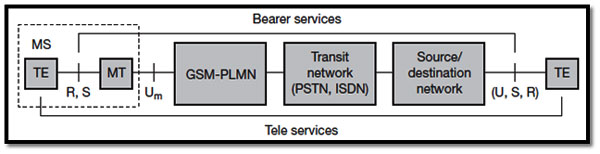 Bearer services
MS
TE
R, S
MT
Um
GSM-PLMN
Transit
network
(PSTN, ISDN)
Source/
destination
network
(U, S, R)
TE
Tele services